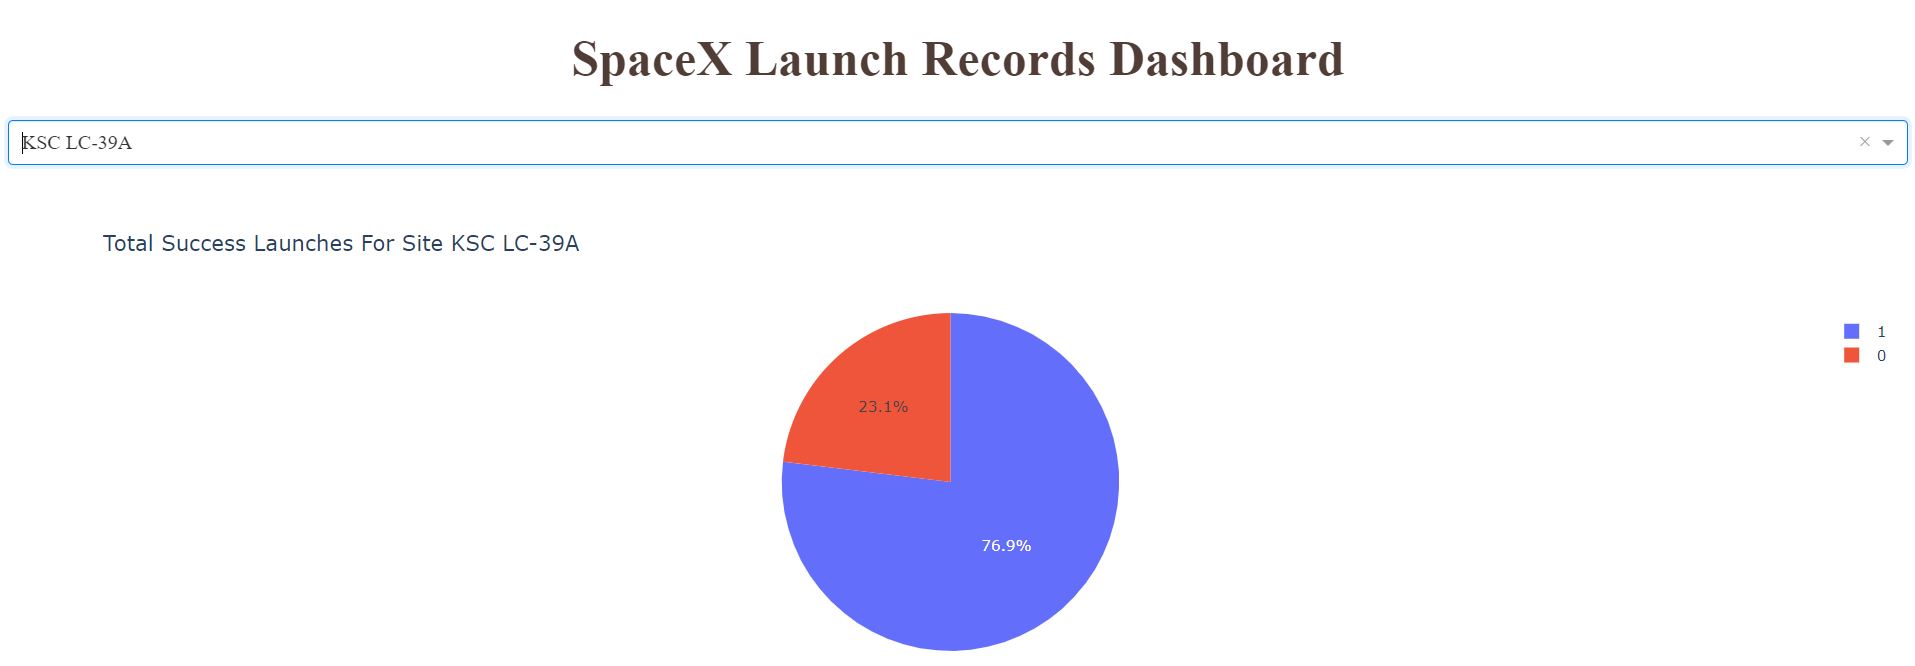 SpaceX Launch Records Dashboard
KSC LC-39A
×
Total Success Launches For Site KSC LC-39A
1
0
23.1%
76.9%